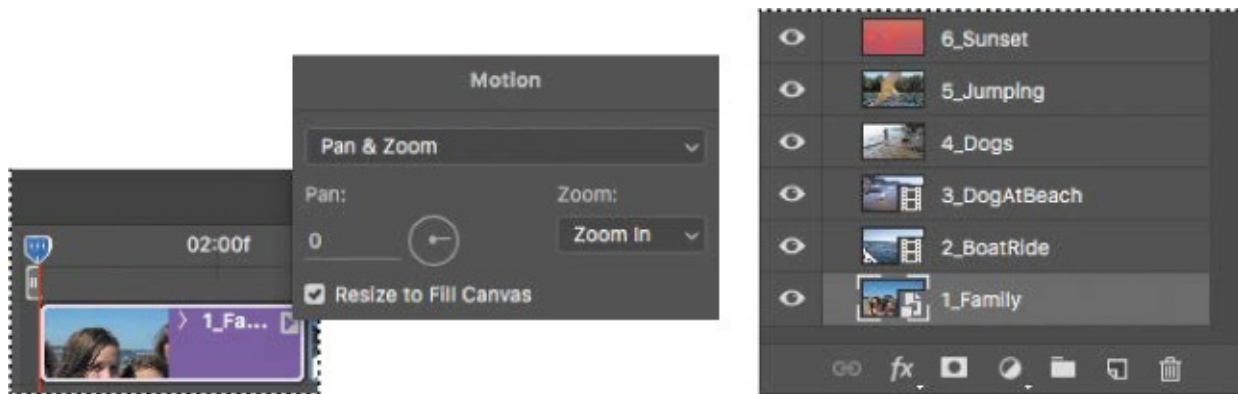 Motion
Pan & Zoom
Pan:
Zoom:
0
Zoom In
Resize to Fill Canvas
02:00f
1_Fa...
6_Sunset
5_Jumping
4_Dogs
3_DogAtBeach
2_BoatRide
1_Family
fx